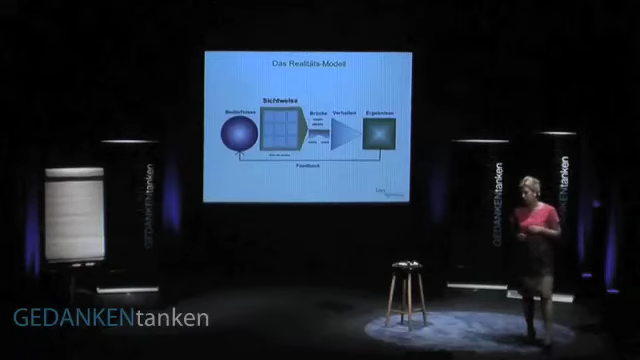 Das Realitäts-Modell
Bedürfnisse
Sichtweise
Brücke
Verhalten
Ergebnisse
Feedback
GEDANKENtanken
GEDANKENtanken
GEDANKENtanken
GEDANKENtanken